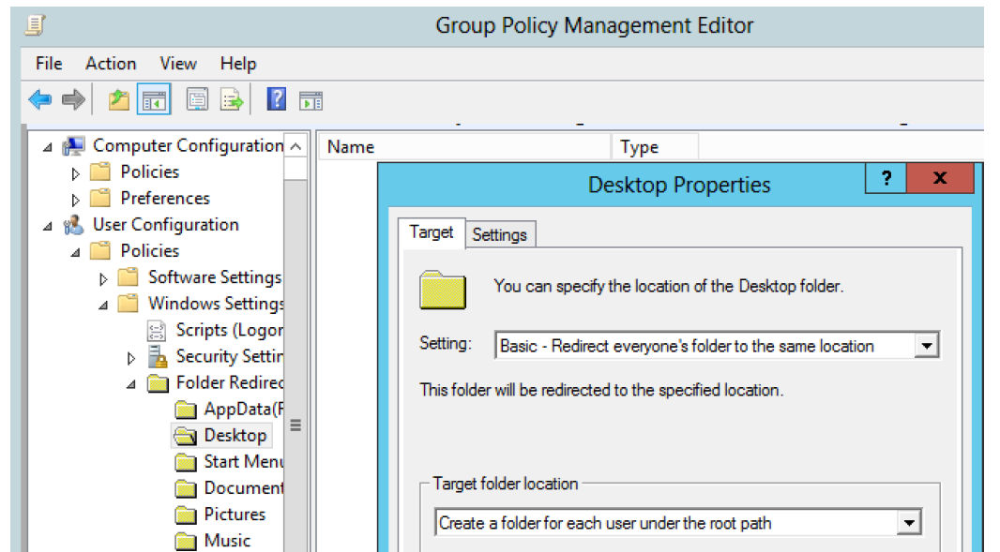 Group Policy Management Editor
File Action View Help
Computer Configuration
Policies
Preferences
User Configuration
Policies
Software Settings
Windows Settings
Scripts (Logor
Security Settin
Folder Redirec
AppData(R
Desktop
Start Menu
Document
Pictures
Music
Name Type
Desktop Properties ? x
Target Settings
You can specify the location of the Desktop folder.
Setting: Basic - Redirect everyone's folder to the same location
This folder will be redirected to the specified location.
Target folder location
Create a folder for each user under the root path